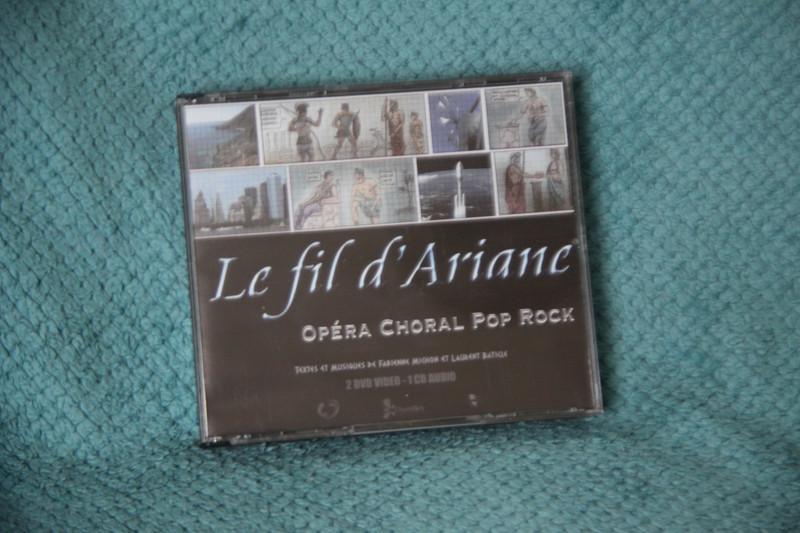 Le fil d'Ariane
Opéra Choral Pop Rock
Textes et Musiques de Fabienne Mignon et Laurent Baticle
2 DVD VIDEO - 1 CD AUDIO